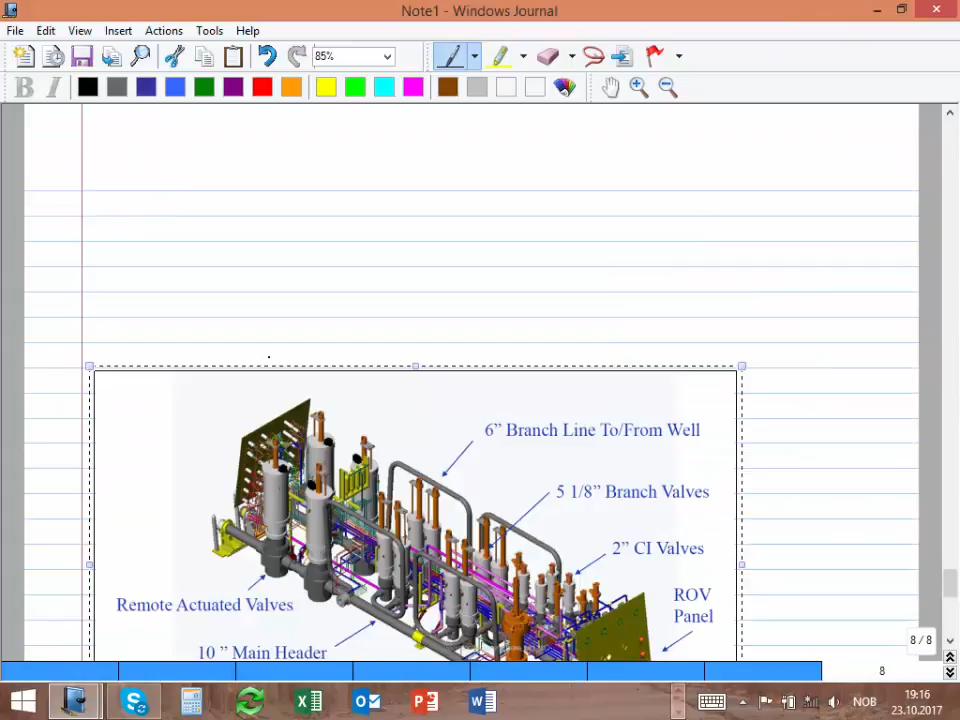 Note1 - Windows Journal
File Edit View Insert Actions Tools Help
85%
B I
6” Branch Line To/From Well
5 1/8” Branch Valves
2” CI Valves
ROV
Panel
Remote Actuated Valves
10 ” Main Header
8 / 8
8
NOB
19:16
23.10.2017